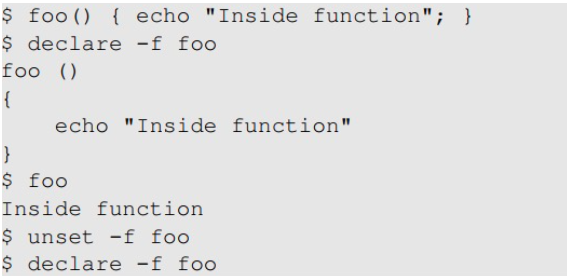 $ foo() { echo "Inside function"; }
$ declare -f foo
foo ()
{
    echo "Inside function"
}
$ foo
Inside function
$ unset -f foo
$ declare -f foo